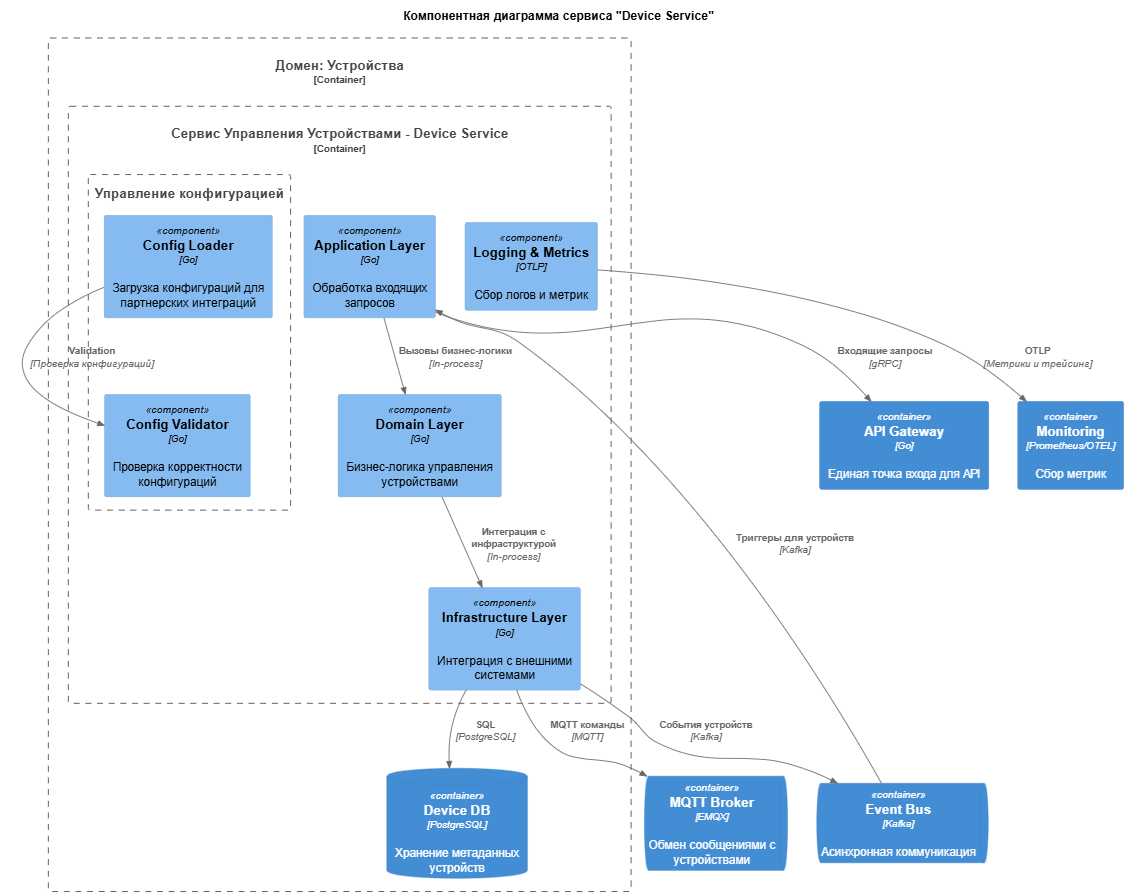 Компонентная диаграмма сервиса "Device Service"
Домен: Устройства
[Container]
Сервис Управления Устройствами - Device Service
[Container]
Управление конфигурацией
«component»
Config Loader
[Go]
Загрузка конфигураций для
партнерских интеграций
«component»
Application Layer
[Go]
Обработка входящих
запросов
«component»
Logging & Metrics
[OTLP]
Сбор логов и метрик
Validation
[Проверка конфигураций]
Вызовы бизнес-логики
[In-process]
Входящие запросы
[gRPC]
OTLP
[Метрики и трейсинг]
«component»
Config Validator
[Go]
Проверка корректности
конфигураций
«component»
Domain Layer
[Go]
Бизнес-логика управления
устройствами
«container»
API Gateway
[Go]
Единая точка входа для API
«container»
Monitoring
[Prometheus/OTEL]
Сбор метрик
Интеграция с
инфраструктурой
[In-process]
Триггеры для устройств
[Kafka]
«component»
Infrastructure Layer
[Go]
Интеграция с внешними
системами
SQL
[PostgreSQL]
MQTT команды
[MQTT]
События устройств
[Kafka]
«container»
Device DB
[PostgreSQL]
Хранение метаданных
устройств
«container»
MQTT Broker
[EMQX]
Обмен сообщениями с
устройствами
«container»
Event Bus
[Kafka]
Асинхронная коммуникация